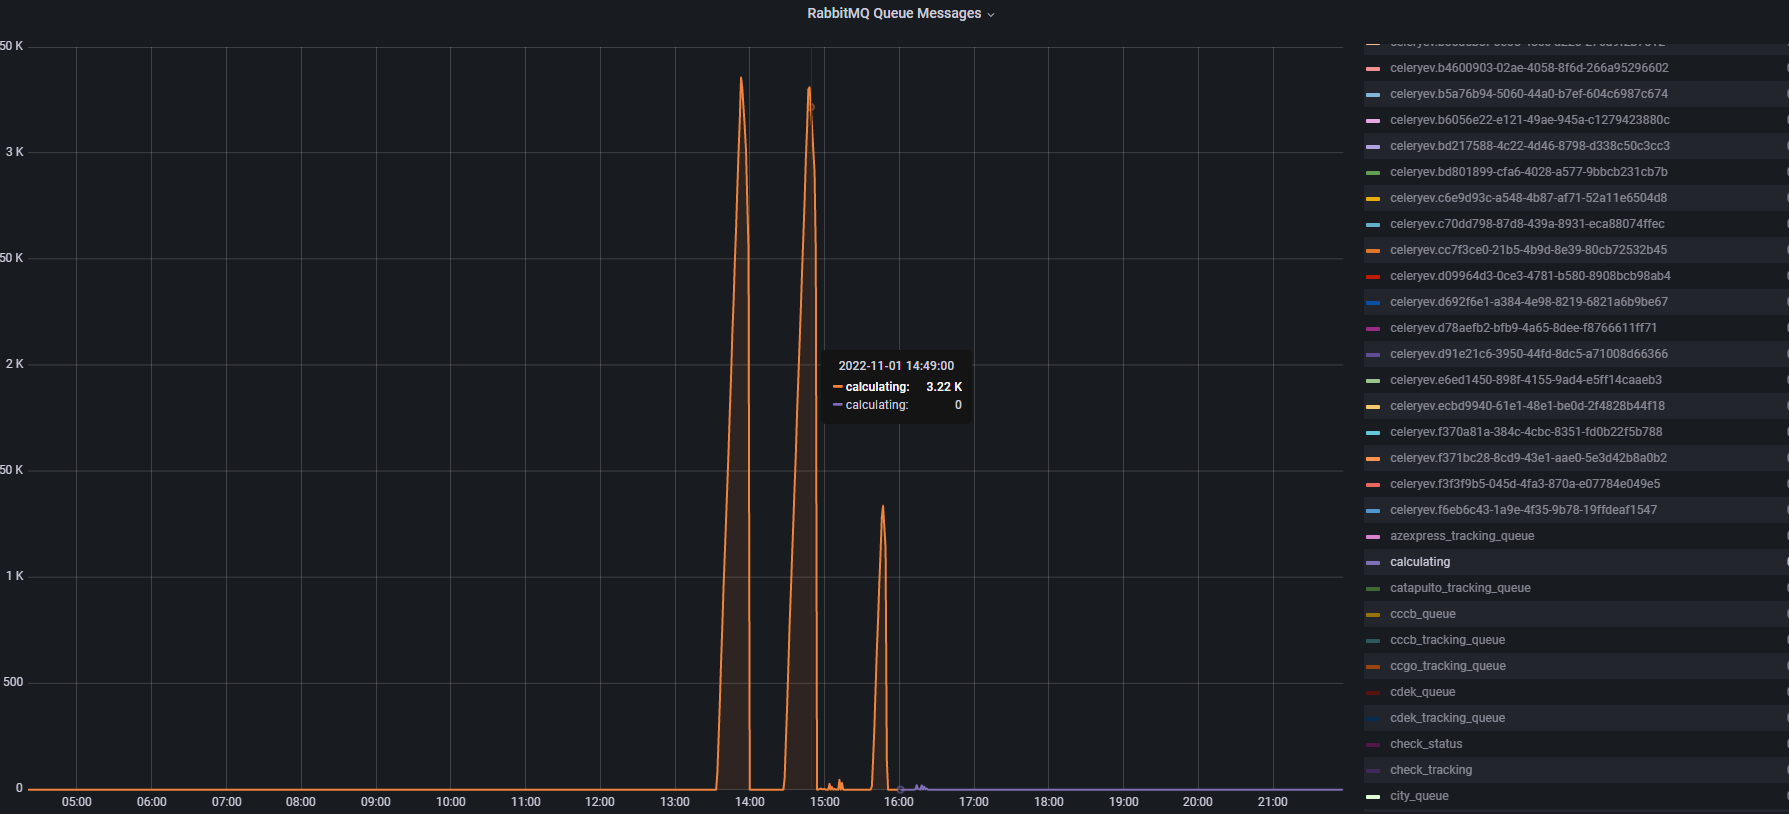 RabbitMQ Queue Messages
50 K
3 K
50 K
2 K
50 K
1 K
500
0
05:00 06:00 07:00 08:00 09:00 10:00 11:00 12:00 13:00 14:00 15:00 16:00 17:00 18:00 19:00 20:00 21:00
2022-11-01 14:49:00
calculating: 3.22 K
calculating: 0
celeryev.b4600903-02ae-4058-8f6d-266a95296602
celeryev.b5a76b94-5060-44a0-b7ef-604c6987c674
celeryev.b6056e22-e121-49ae-945a-c1279423880c
celeryev.bd217588-4c22-4d46-8798-d338c50c3cc3
celeryev.bd801899-cfa6-4028-a577-9bbcb231cb7b
celeryev.c6e9d93c-a548-4b87-af71-52a11e6504d8
celeryev.c70dd798-87d8-439a-8931-eca88074ffec
celeryev.cc7f3ce0-21b5-4b9d-8e39-80cb72532b45
celeryev.d09964d3-0ce3-4781-b580-8908bcb98ab4
celeryev.d692f6e1-a384-4e98-8219-6821a6b9be67
celeryev.d78aefb2-bfb9-4a65-8dee-f8766611ff71
celeryev.d91e21c6-3950-44fd-8dc5-a71008d66366
celeryev.e6ed1450-898f-4155-9ad4-e5ff14caaeb3
celeryev.ecbd9940-61e1-48e1-be0d-2f4828b44f18
celeryev.f370a81a-384c-4cbc-8351-fd0b22f5b788
celeryev.f371bc28-8cd9-43e1-aae0-5e3d42b8a0b2
celeryev.f3f3f9b5-045d-4fa3-870a-e07784e049e5
celeryev.f6eb6c43-1a9e-4f35-9b78-19ffdeaf1547
azexpress_tracking_queue
calculating
catapulto_tracking_queue
cccb_queue
cccb_tracking_queue
ccgo_tracking_queue
cdek_queue
cdek_tracking_queue
check_status
check_tracking
city_queue